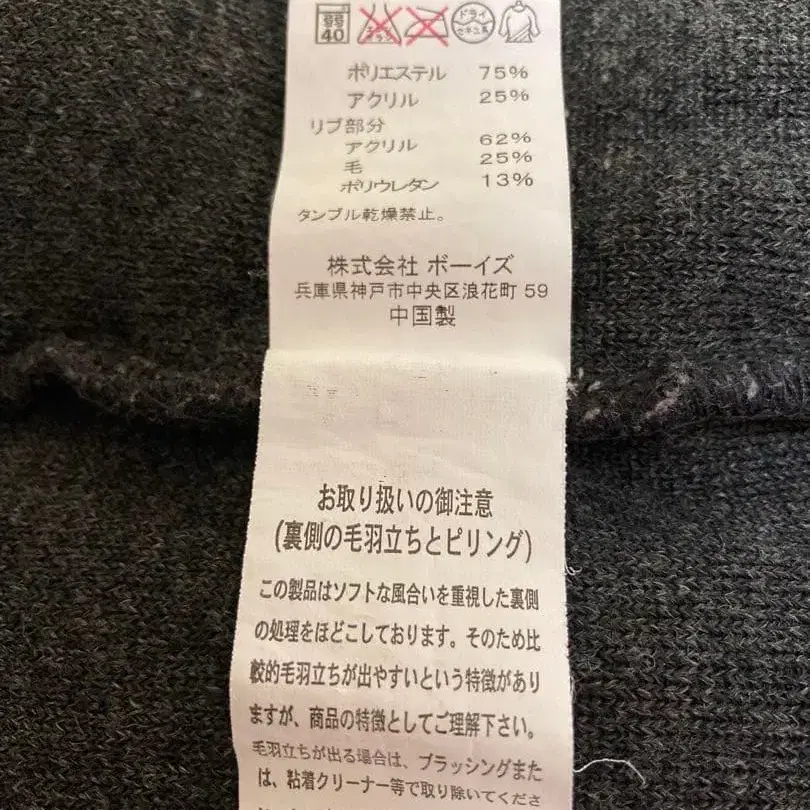 弱
40
ドライ
セキユ系
ポリエステル 75%
アクリル 25%
リブ部分
アクリル 62%
毛 25%
ポリウレタン 13%
タンブル乾燥禁止。
株式会社 ボーイズ
兵庫県神戸市中央区浪花町 59
中国製
お取り扱いの御注意
(裏側の毛羽立ちとピリング)
この製品はソフトな風合いを重視した裏側
の処理をほどこしております。そのため比
較的毛羽立ちが出やすいという特徴があり
ますが、商品の特徴としてご理解下さい。
毛羽立ちが出る場合は、ブラッシングまた
は、粘着クリーナー等で取り除いてくださ